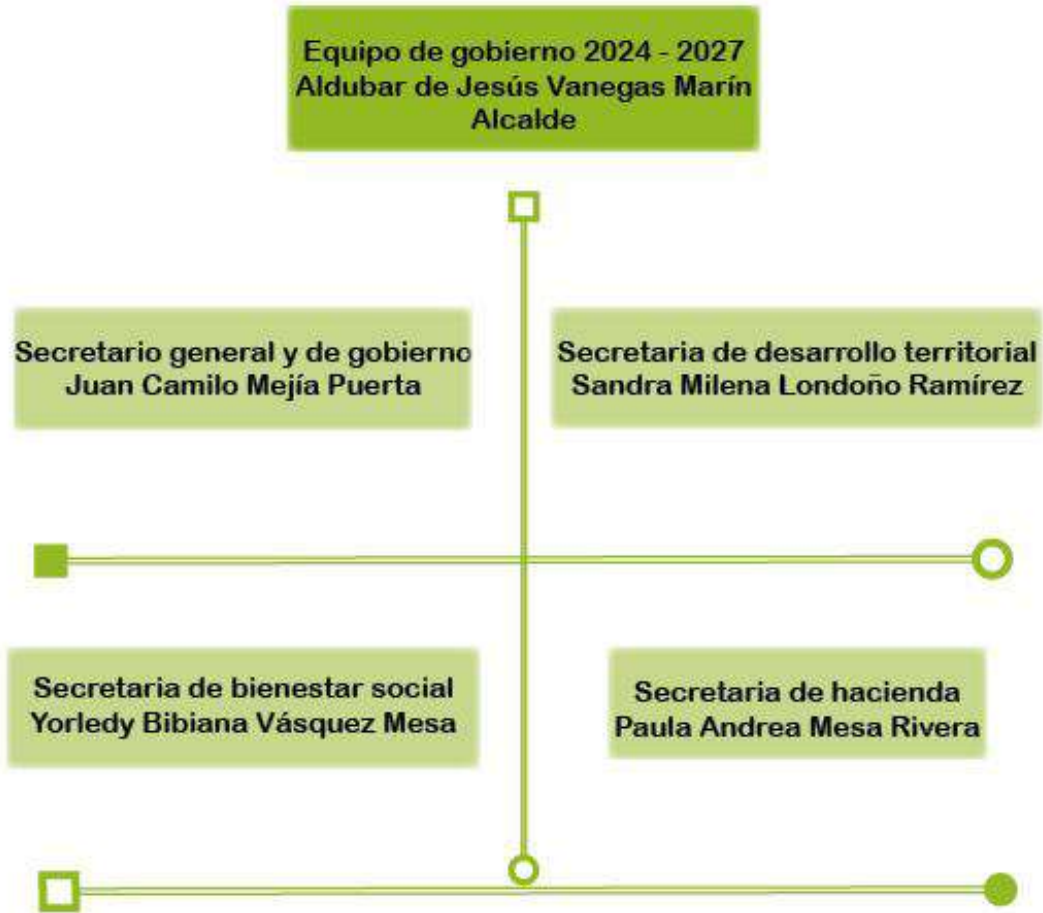 Equipo de gobierno 2024 - 2027
Aldubar de Jesús Vanegas Marín
Alcalde
Secretario general y de gobierno
Juan Camilo Mejía Puerta
Secretaria de desarrollo territorial
Sandra Milena Londoño Ramírez
Secretaria de bienestar social
Yorledy Bibiana Vásquez Mesa
Secretaria de hacienda
Paula Andrea Mesa Rivera